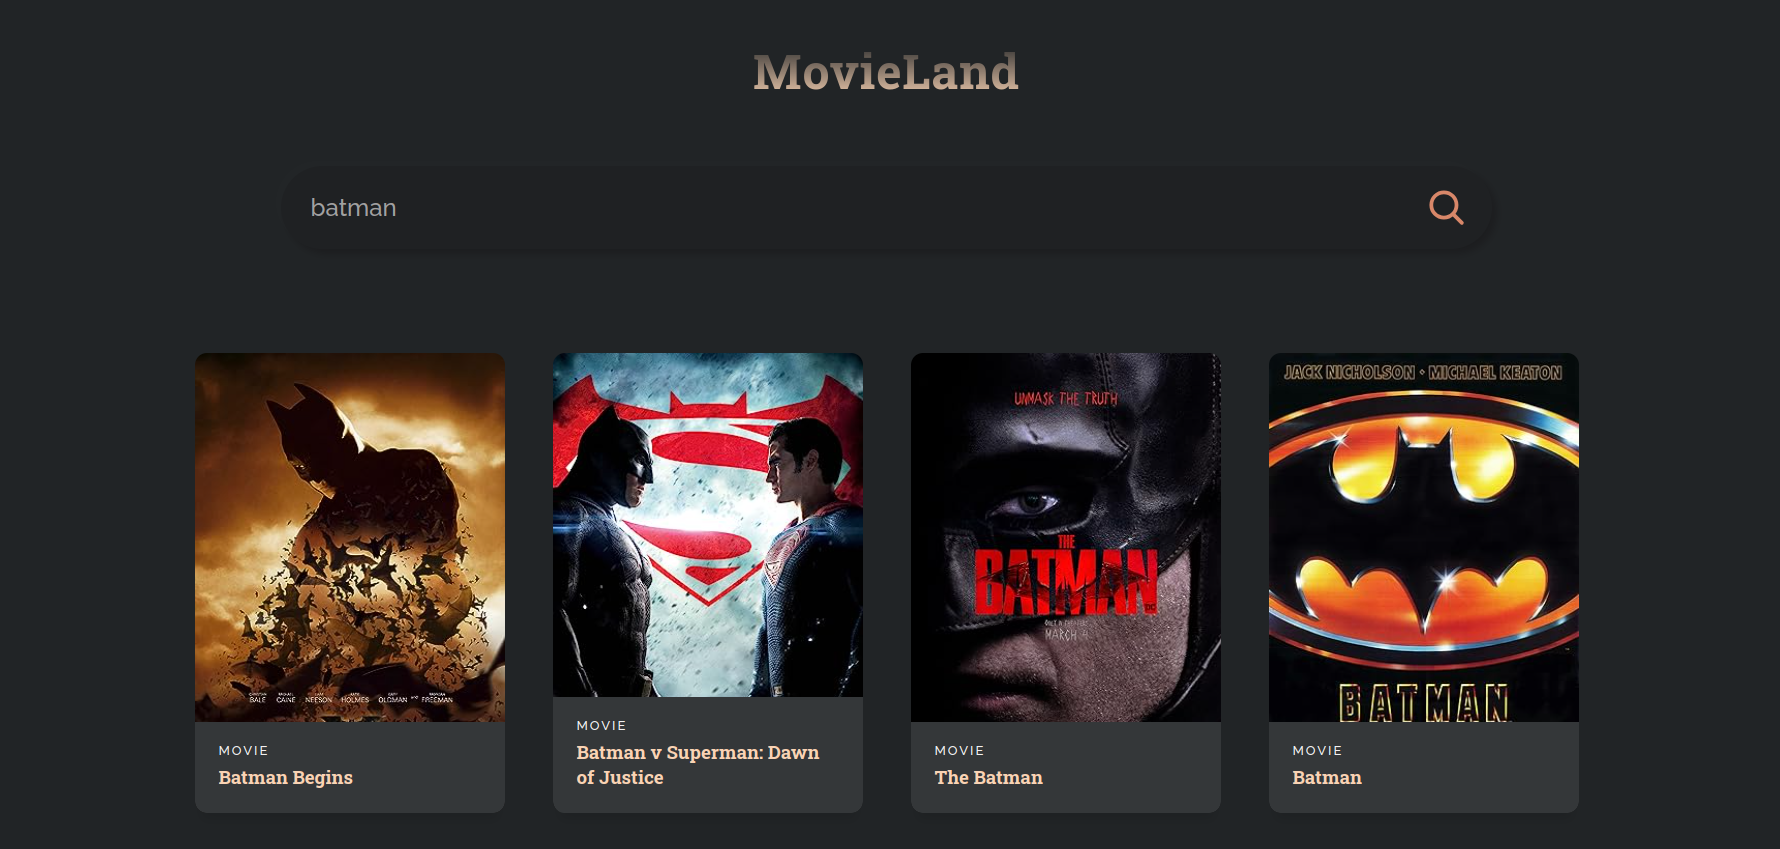 MovieLand
batman
BALE CAINE NEESON HOLMES OLDMAN AND FREEMAN
MOVIE
Batman Begins
MOVIE
Batman v Superman: Dawn
of Justice
UNMASK THE TRUTH
THE
BATMAN
MARCH 4
MOVIE
The Batman
JACK NICHOLSON • MICHAEL KEATON
BATMAN
MOVIE
Batman